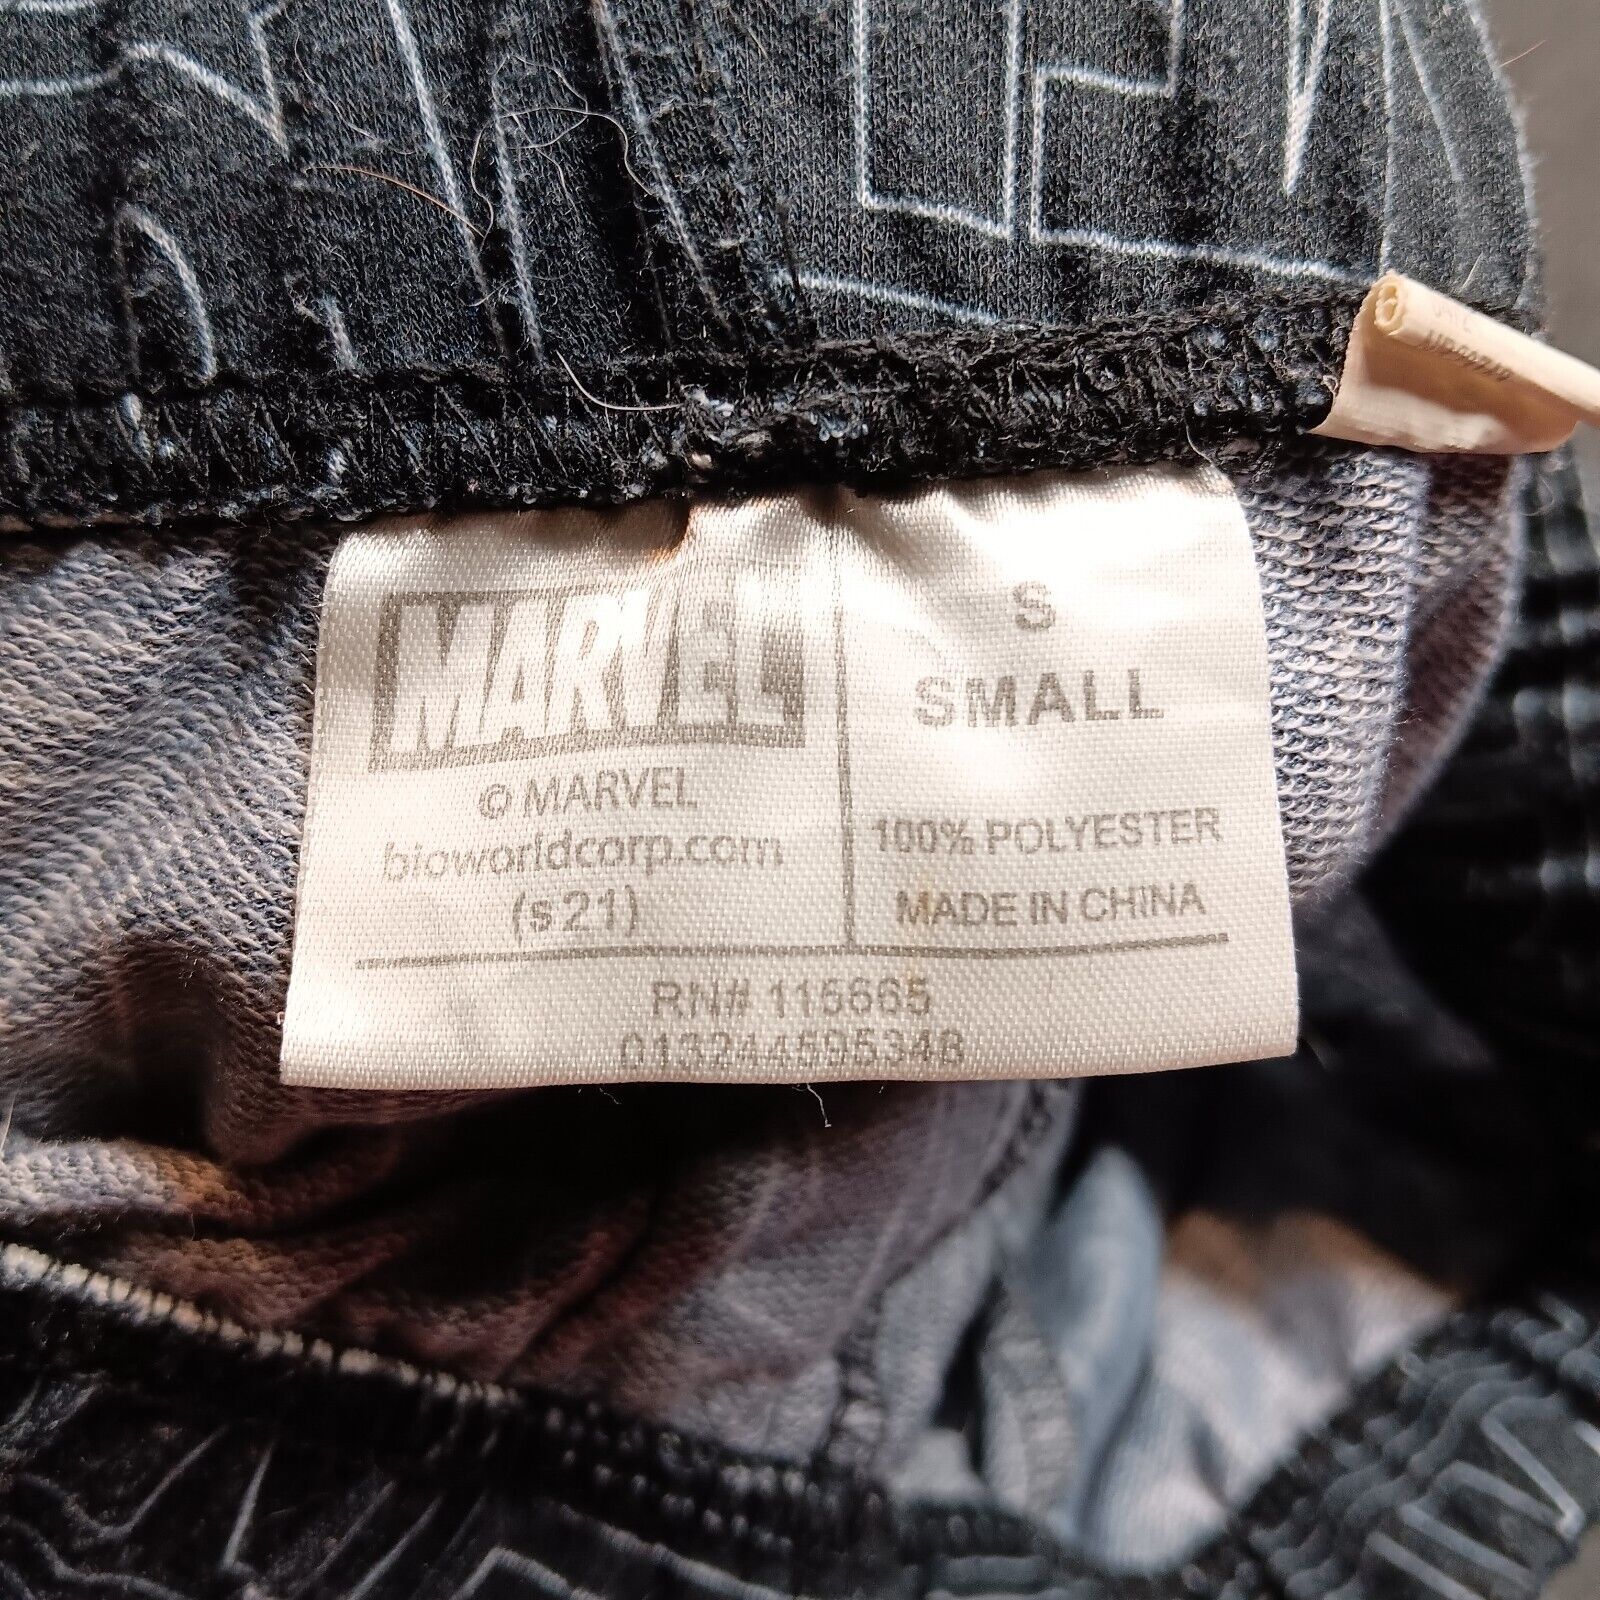 MARVEL
© MARVEL
bioworldcorp.com
(s21)
S
SMALL
100% POLYESTER
MADE IN CHINA
RN# 116665
013244595348